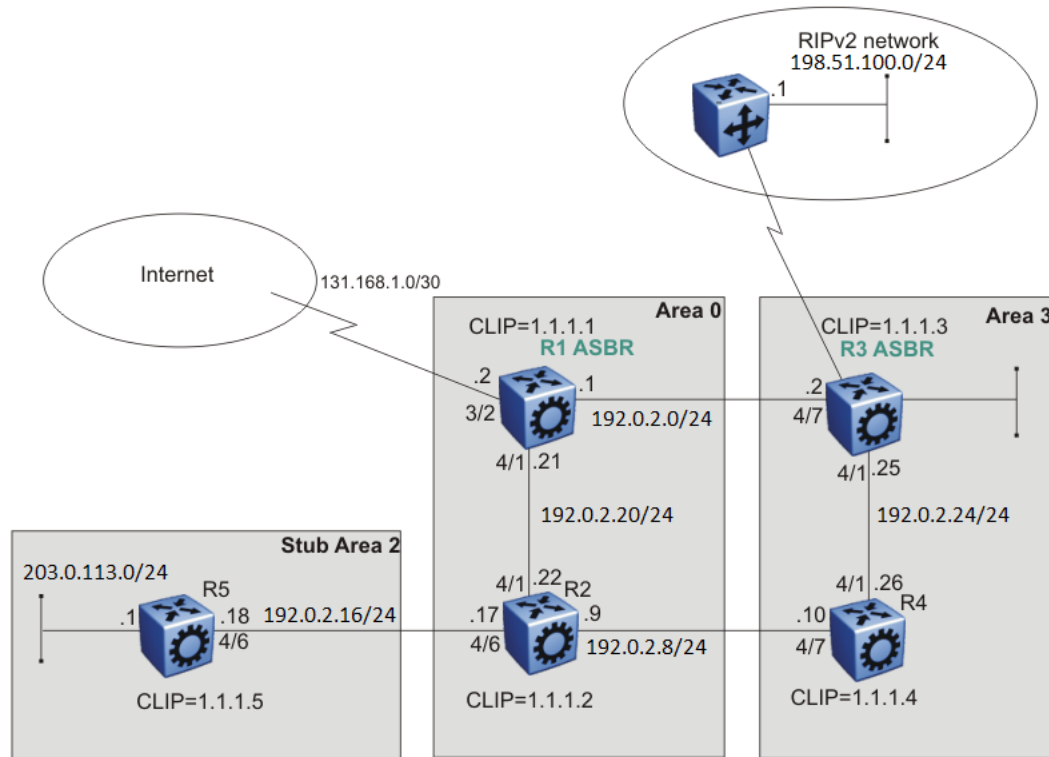 RIPv2 network
198.51.100.0/24
.1
Internet
131.168.1.0/30
Area 0
CLIP=1.1.1.1
R1 ASBR
.2
3/2
.1
192.0.2.0/24
4/1 .21
192.0.2.20/24
Area 3
CLIP=1.1.1.3
R3 ASBR
.2
4/7
4/1 .25
192.0.2.24/24
Stub Area 2
203.0.113.0/24
R5
.1
.18
4/6
192.0.2.16/24
CLIP=1.1.1.5
4/1 .22
R2
.17
4/6
.9
192.0.2.8/24
CLIP=1.1.1.2
4/1 .26
R4
.10
4/7
CLIP=1.1.1.4